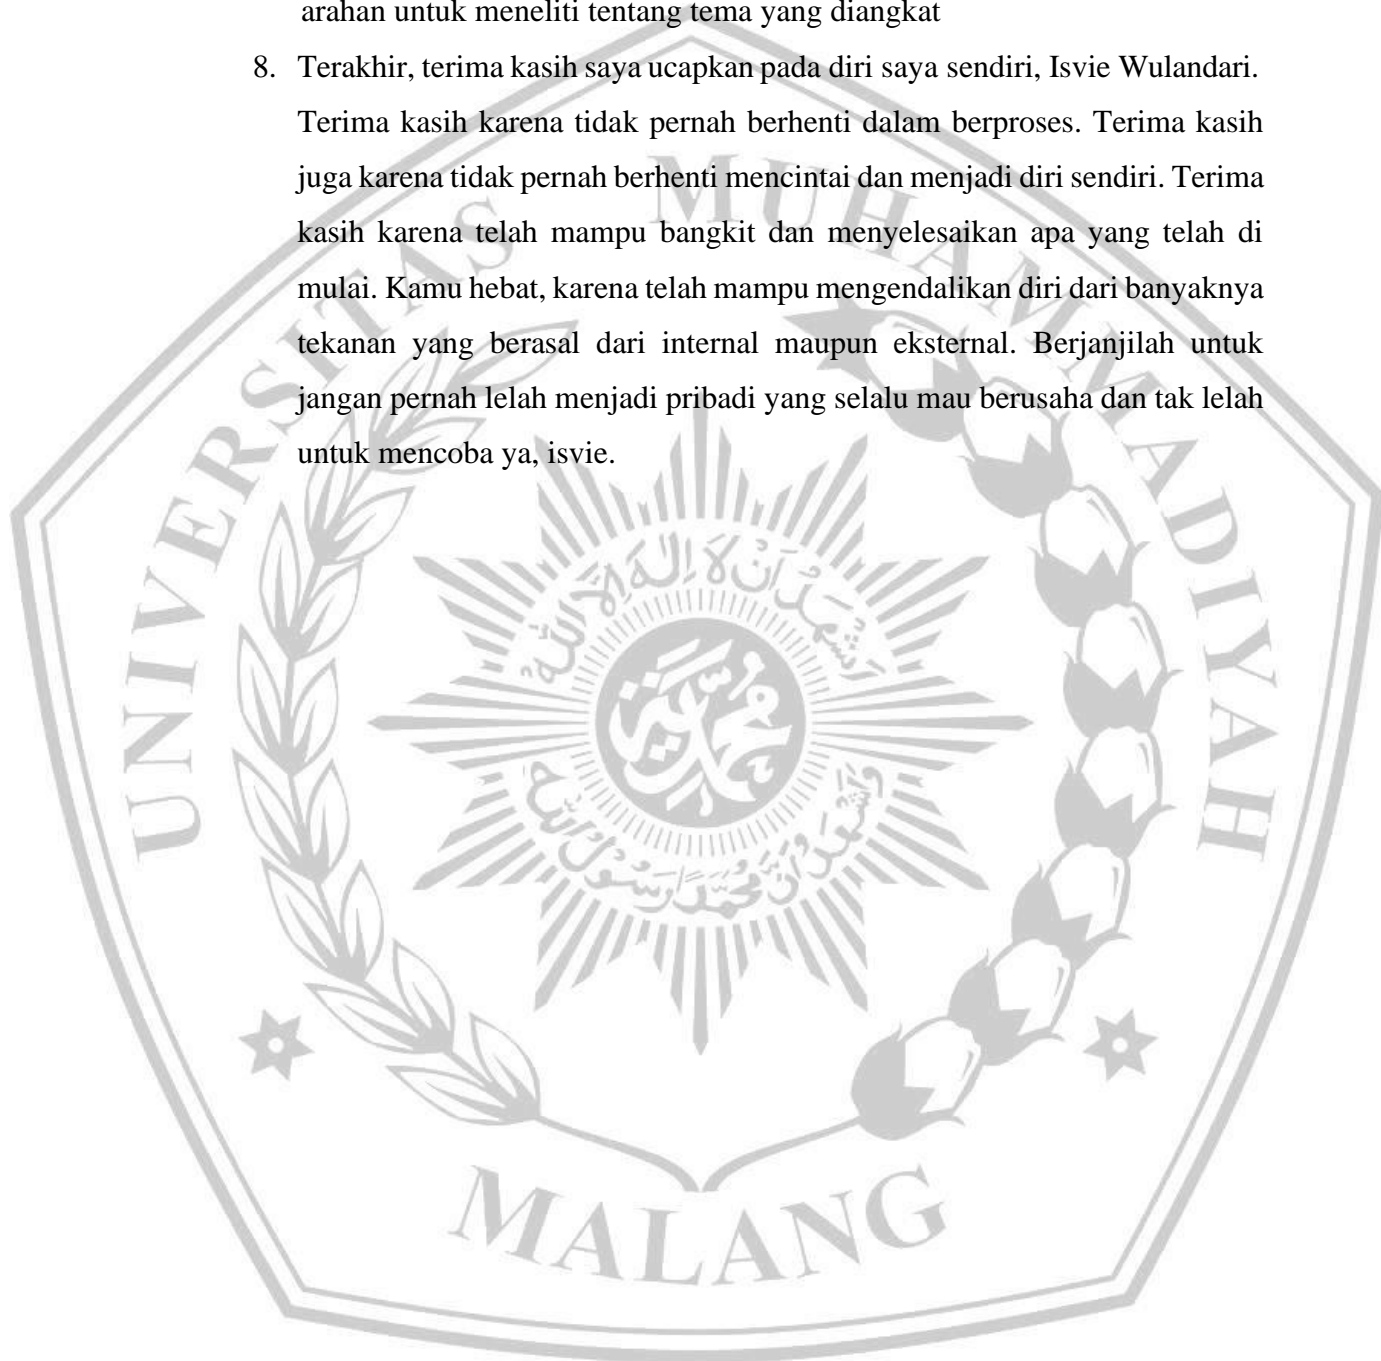 arahan untuk meneliti tentang tema yang diangkat
8. Terakhir, terima kasih saya ucapkan pada diri saya sendiri, Isvie Wulandari.
Terima kasih karena tidak pernah berhenti dalam berproses. Terima kasih
juga karena tidak pernah berhenti mencintai dan menjadi diri sendiri. Terima
kasih karena telah mampu bangkit dan menyelesaikan apa yang telah di
mulai. Kamu hebat, karena telah mampu mengendalikan diri dari banyaknya
tekanan yang berasal dari internal maupun eksternal. Berjanjilah untuk
jangan pernah lelah menjadi pribadi yang selalu mau berusaha dan tak lelah
untuk mencoba ya, isvie.
UNIVERSITAS MUHAMMADIYAH
MALANG